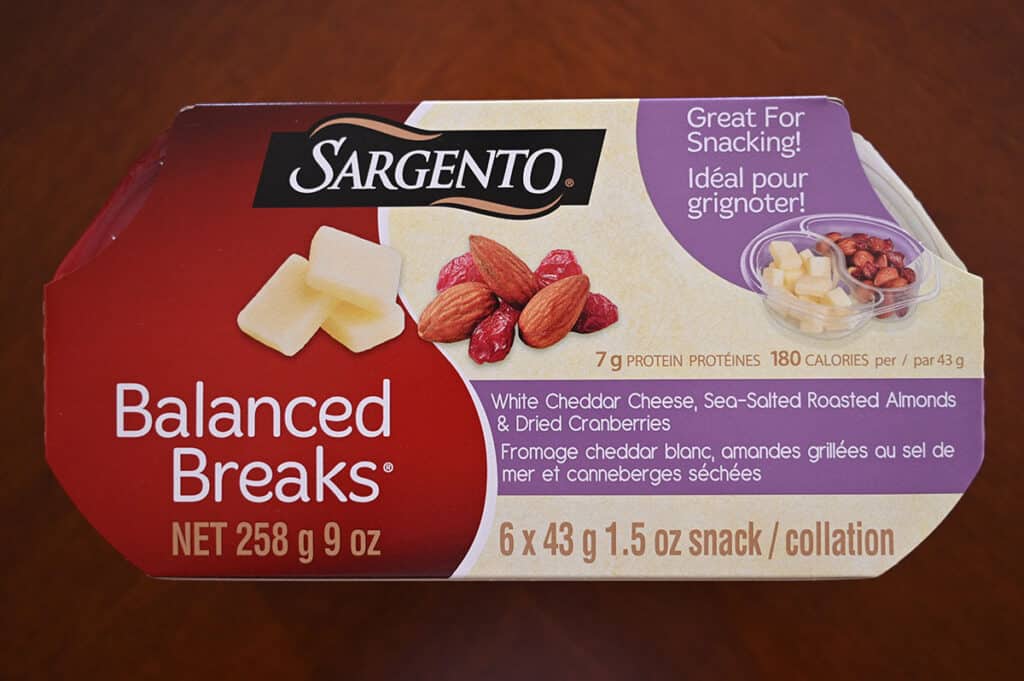 SARGENTO®
Great For
Snacking!
Idéal pour
grignoter!
7 g PROTEIN PROTÉINES 180 CALORIES per / par 43 g
Balanced
Breaks®
White Cheddar Cheese, Sea-Salted Roasted Almonds
& Dried Cranberries
Fromage cheddar blanc, amandes grillées au sel de
mer et canneberges séchées
NET 258 g 9 oz
6 x 43 g 1.5 oz snack / collation